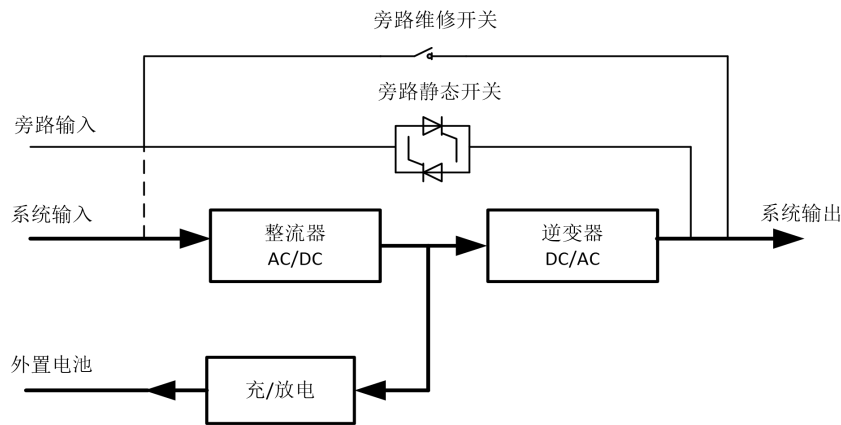 旁路维修开关
旁路静态开关
旁路输入
系统输入
整流器
AC/DC
逆变器
DC/AC
系统输出
外置电池
充/放电